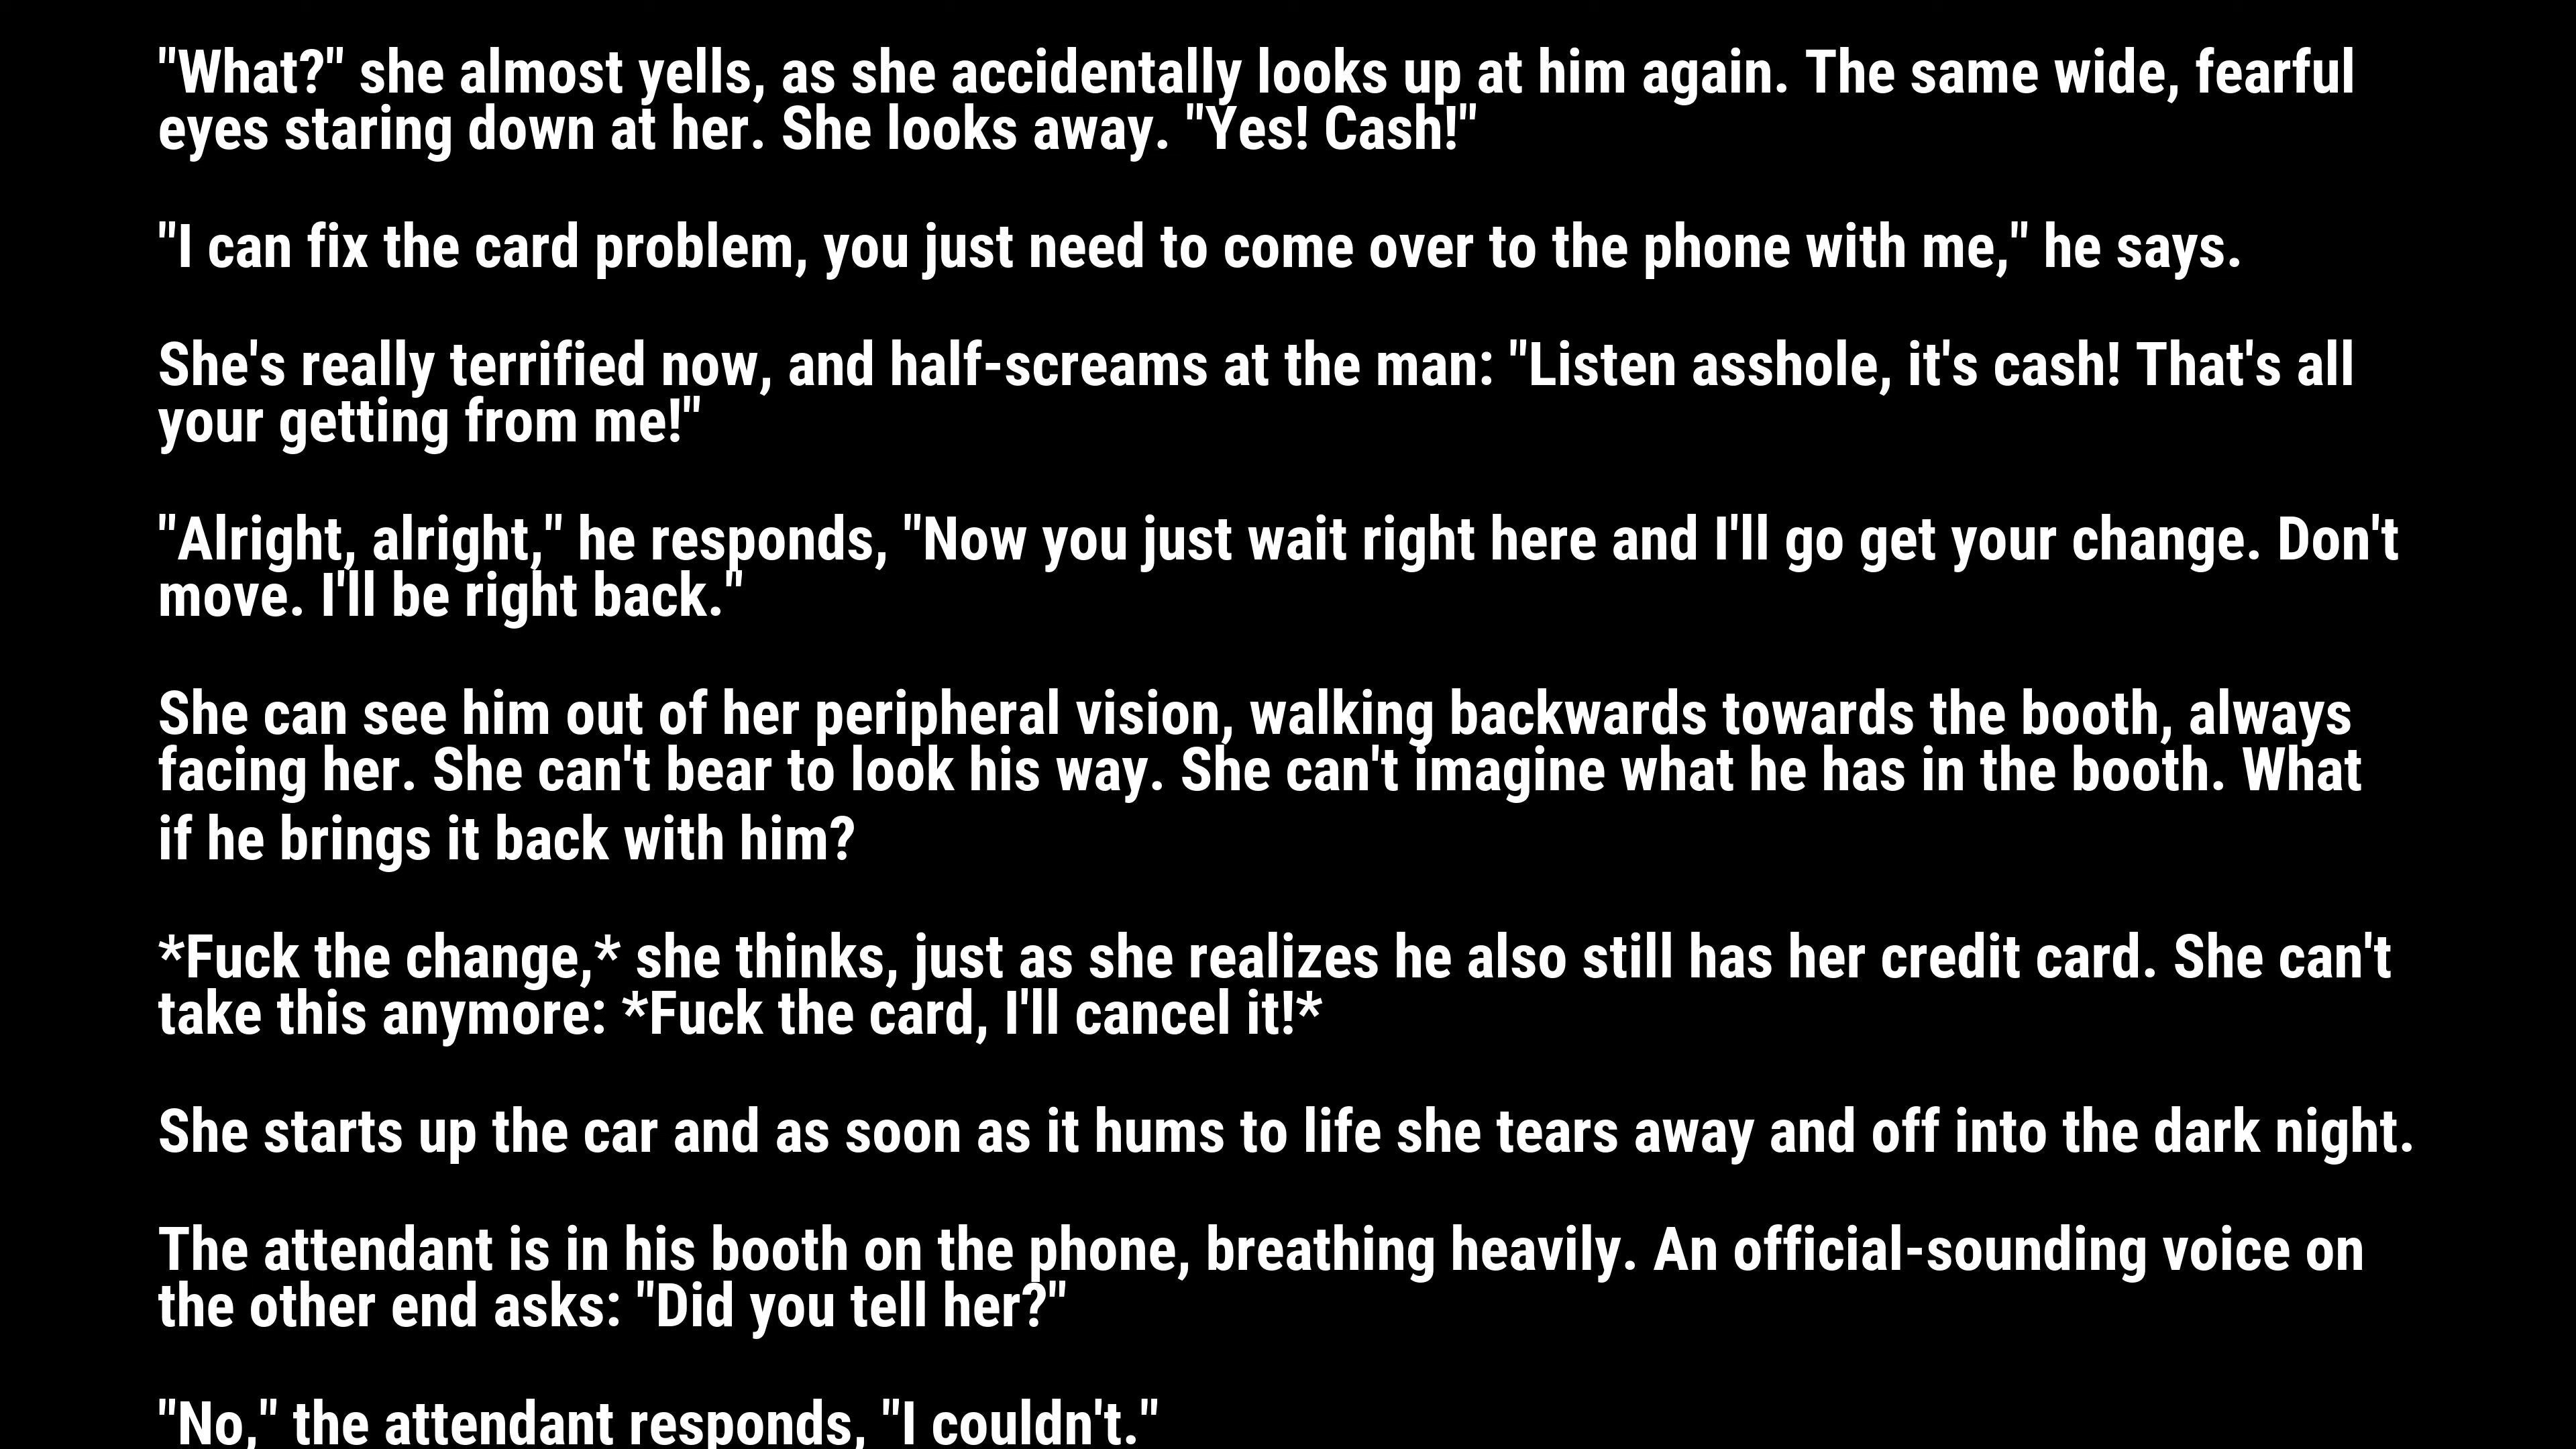 "What?" she almost yells, as she accidentally looks up at him again. The same wide, fearful
eyes staring down at her. She looks away. "Yes! Cash!"
"I can fix the card problem, you just need to come over to the phone with me," he says.
She's really terrified now, and half-screams at the man: "Listen asshole, it's cash! That's all
your getting from me!"
"Alright, alright," he responds, "Now you just wait right here and I'll go get your change. Don't
move. I'll be right back."
She can see him out of her peripheral vision, walking backwards towards the booth, always
facing her. She can't bear to look his way. She can't imagine what he has in the booth. What
if he brings it back with him?
*Fuck the change,* she thinks, just as she realizes he also still has her credit card. She can't
take this anymore: *Fuck the card, I'll cancel it!*
She starts up the car and as soon as it hums to life she tears away and off into the dark night.
The attendant is in his booth on the phone, breathing heavily. An official-sounding voice on
the other end asks: "Did you tell her?"
"No," the attendant responds, "I couldn't."